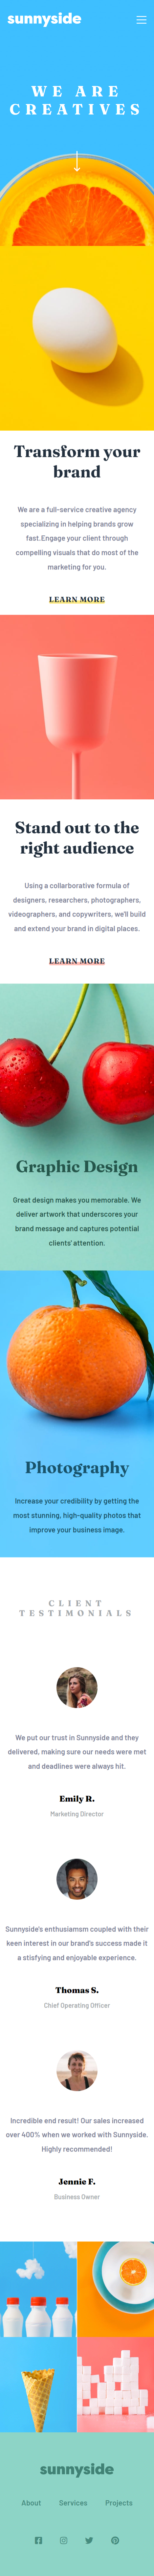 sunnyside
WE ARE
CREATIVES
Transform your
brand
We are a full-service creative agency
specializing in helping brands grow
fast.Engage your client through
compelling visuals that do most of the
marketing for you.
LEARN MORE
Stand out to the
right audience
Using a collarborative formula of
designers, researchers, photographers,
videographers, and copywriters, we'll build
and extend your brand in digital places.
LEARN MORE
Graphic Design
Great design makes you memorable. We
deliver artwork that underscores your
brand message and captures potential
clients' attention.
Photography
Increase your credibility by getting the
most stunning, high-quality photos that
improve your business image.
CLIENT
TESTIMONIALS
We put our trust in Sunnyside and they
delivered, making sure our needs were met
and deadlines were always hit.
Emily R.
Marketing Director
Sunnyside's enthusiamsm coupled with their
keen interest in our brand's success made it
a stisfying and enjoyable experience.
Thomas S.
Chief Operating Officer
Incredible end result! Our sales increased
over 400% when we worked with Sunnyside.
Highly recommended!
Jennie F.
Business Owner
sunnyside
About Services Projects